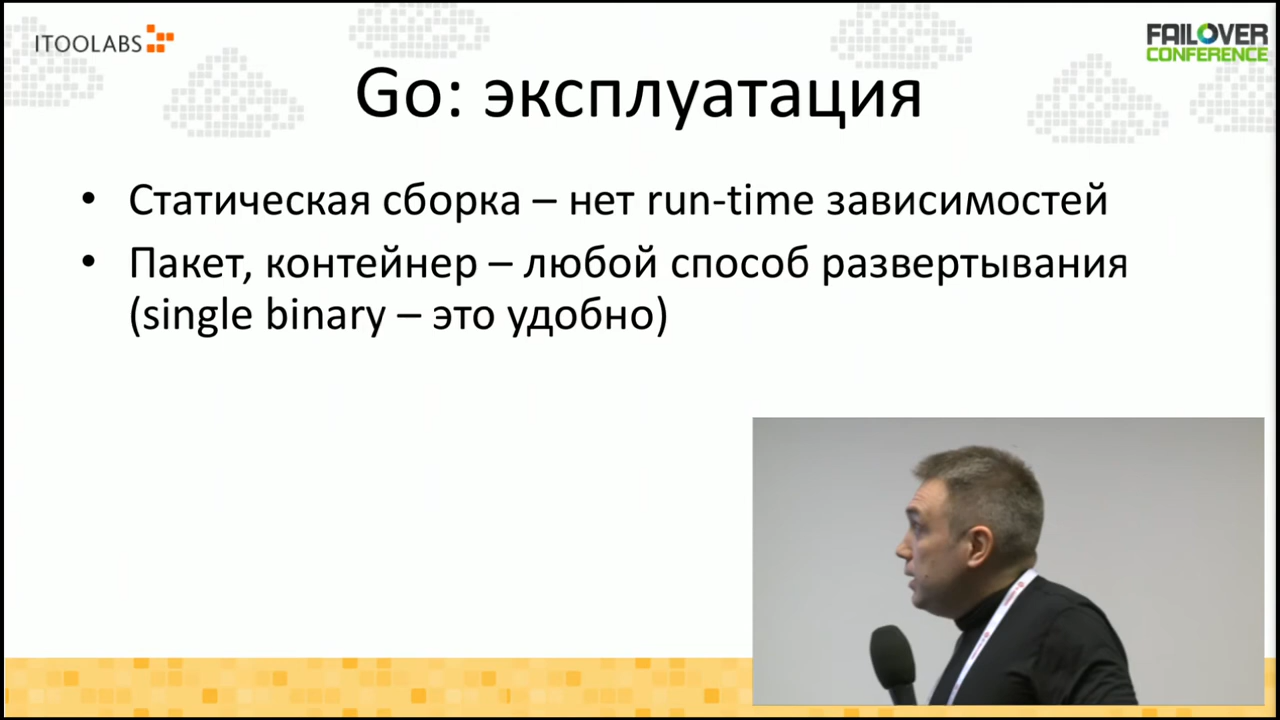 ITOOLABS
FAILOVER
CONFERENCE
Go: эксплуатация
• Статическая сборка – нет run-time зависимостей
• Пакет, контейнер – любой способ развертывания
(single binary – это удобно)